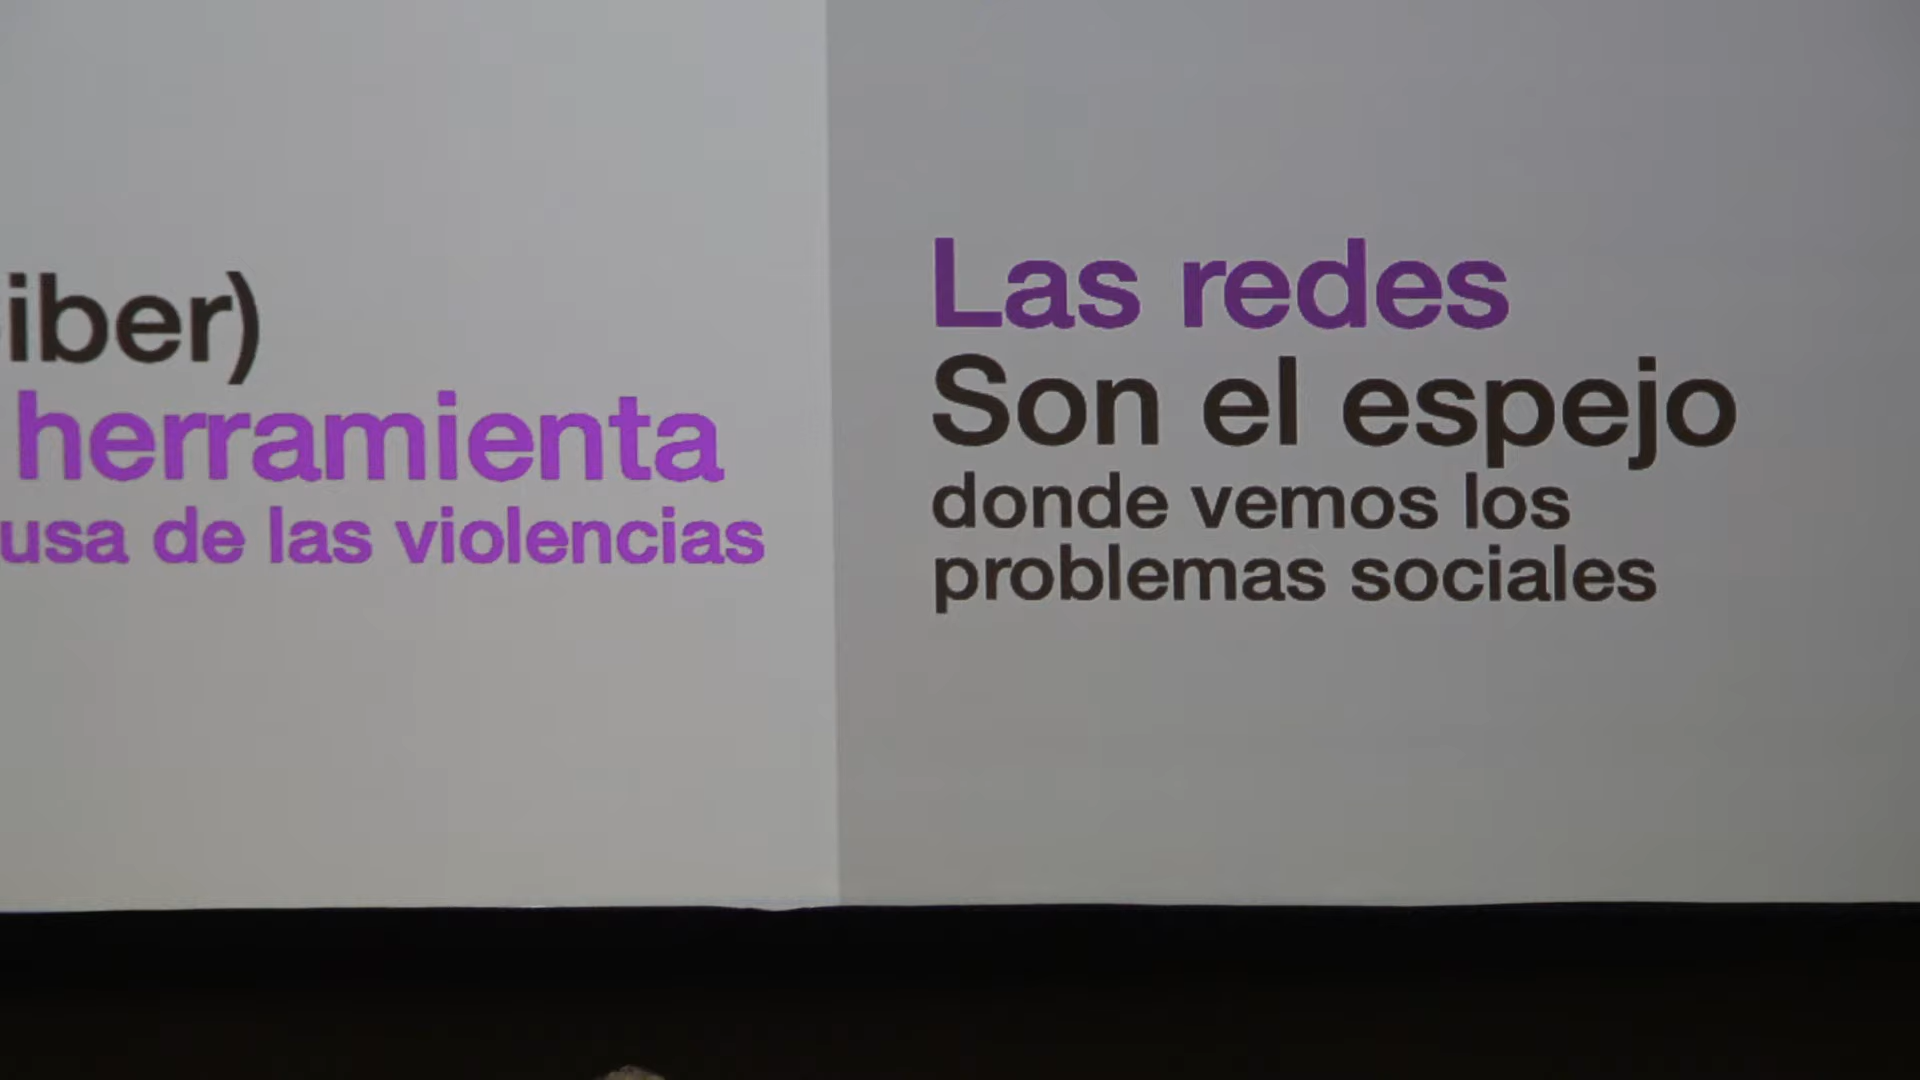 iber)
herramienta
usa de las violencias
Las redes
Son el espejo
donde vemos los
problemas sociales